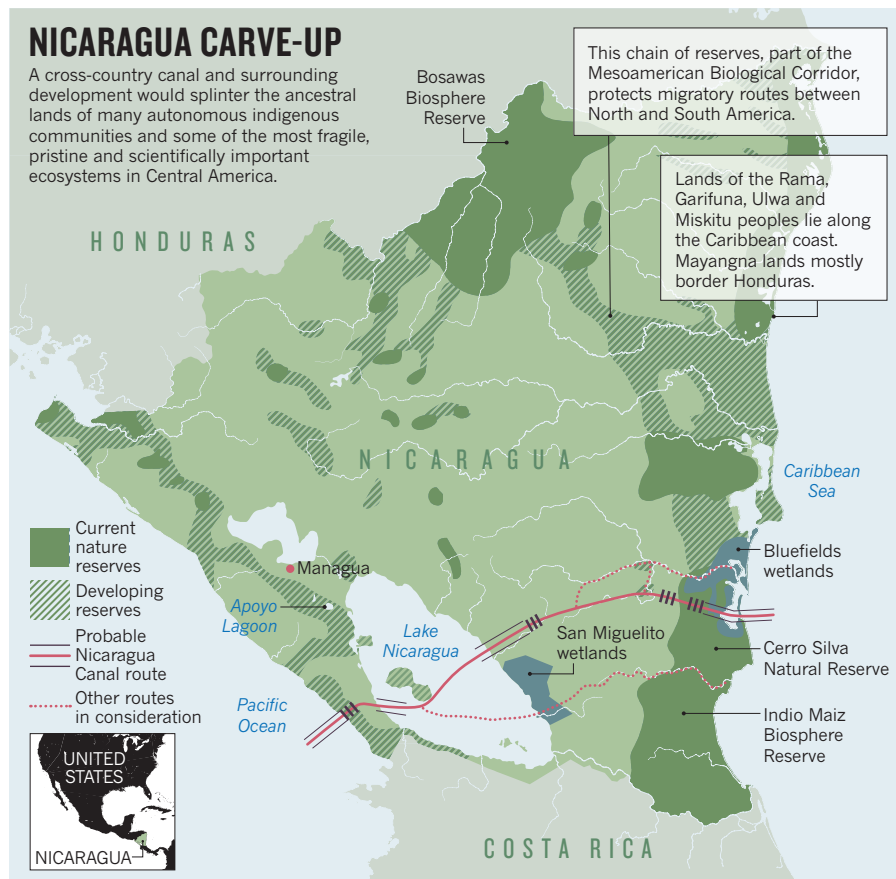 NICARAGUA CARVE-UP
A cross-country canal and surrounding
development would splinter the ancestral
lands of many autonomous indigenous
communities and some of the most fragile,
pristine and scientifically important
ecosystems in Central America.
Bosawas
Biosphere
Reserve
This chain of reserves, part of the
Mesoamerican Biological Corridor,
protects migratory routes between
North and South America.
Lands of the Rama,
Garifuna, Ulwa and
Miskitu peoples lie along
the Caribbean coast.
Mayangna lands mostly
border Honduras.
HONDURAS
NICARAGUA
Caribbean
Sea
Current
nature
reserves
Developing
reserves
Probable
Nicaragua
Canal route
Other routes
in consideration
Managua
Apoyo
Lagoon
Lake
Nicaragua
Pacific
Ocean
San Miguelito
wetlands
Bluefields
wetlands
Cerro Silva
Natural Reserve
Indio Maiz
Biosphere
Reserve
UNITED
STATES
NICARAGUA
COSTA RICA